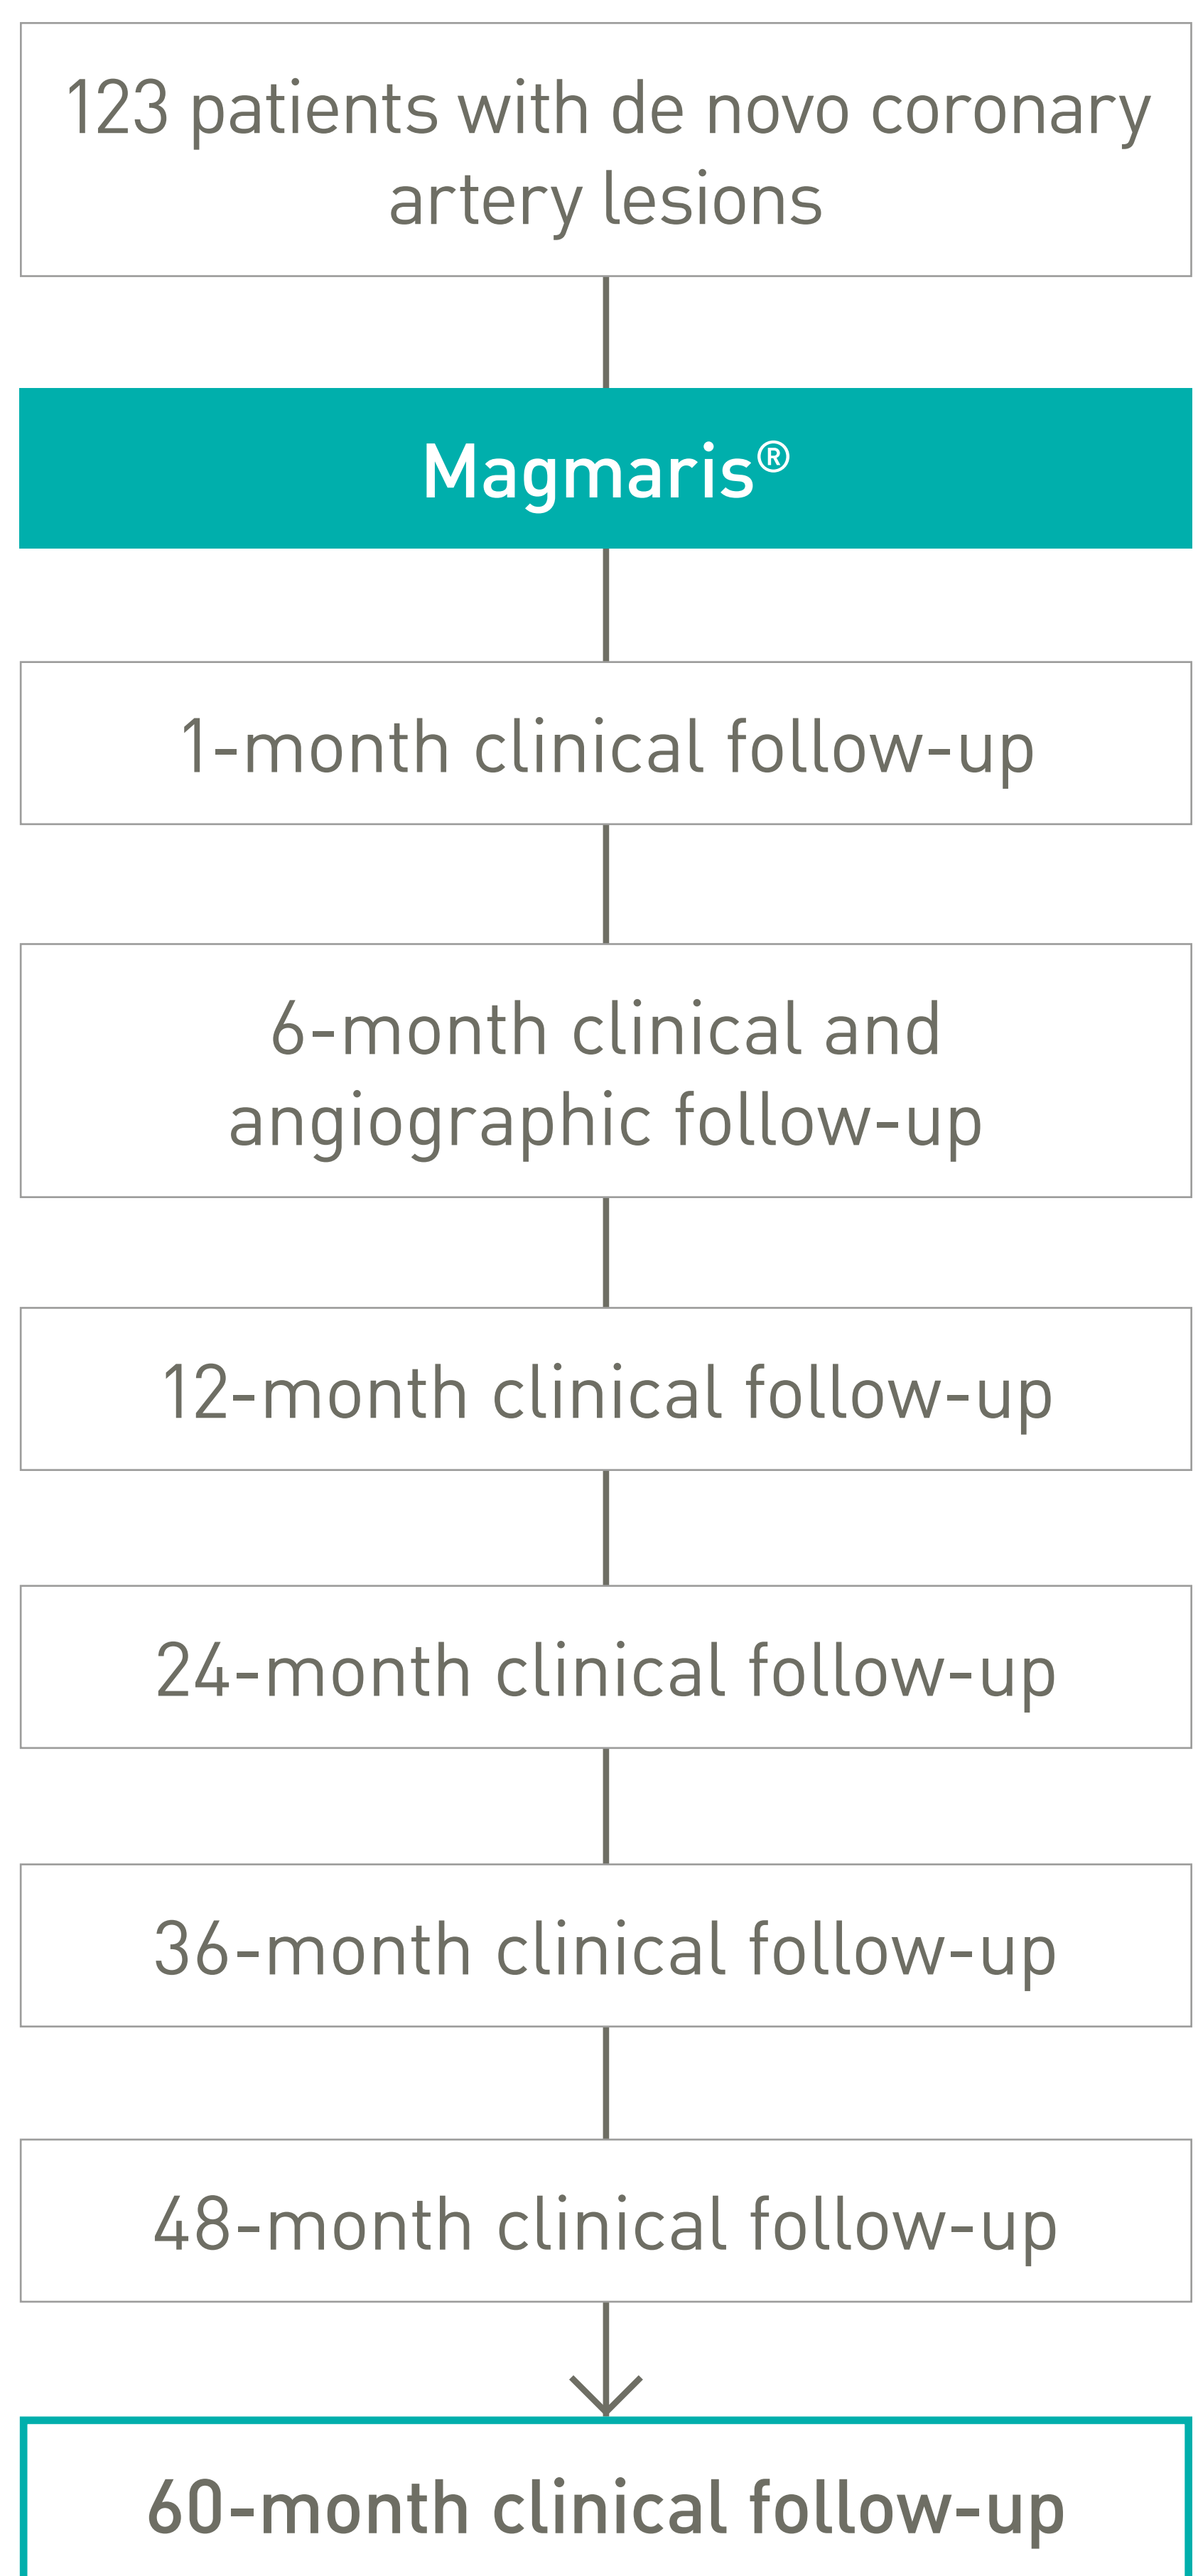 123 patients with de novo coronary
artery lesions
Magmaris®
1-month clinical follow-up
6-month clinical and
angiographic follow-up
12-month clinical follow-up
24-month clinical follow-up
36-month clinical follow-up
48-month clinical follow-up
60-month clinical follow-up